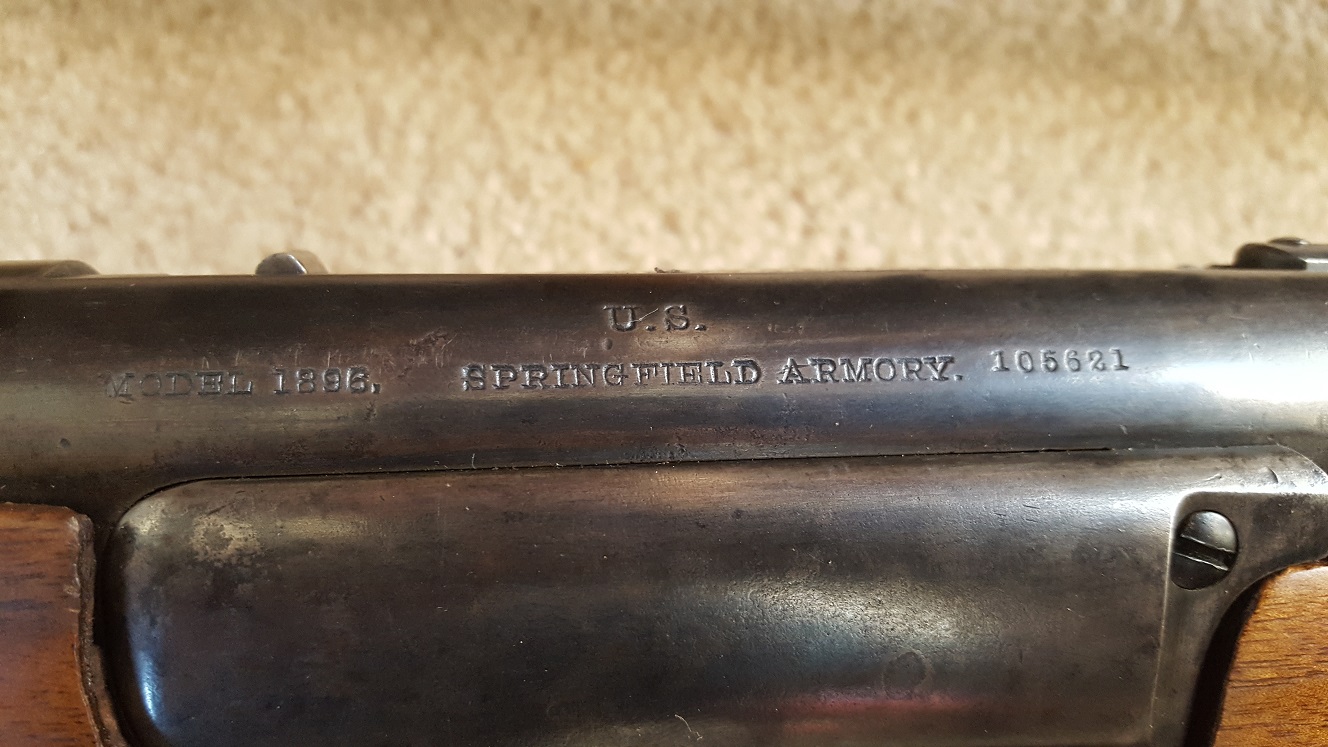 U.S.
MODEL 1896, SPRINGFIELD ARMORY. 105621